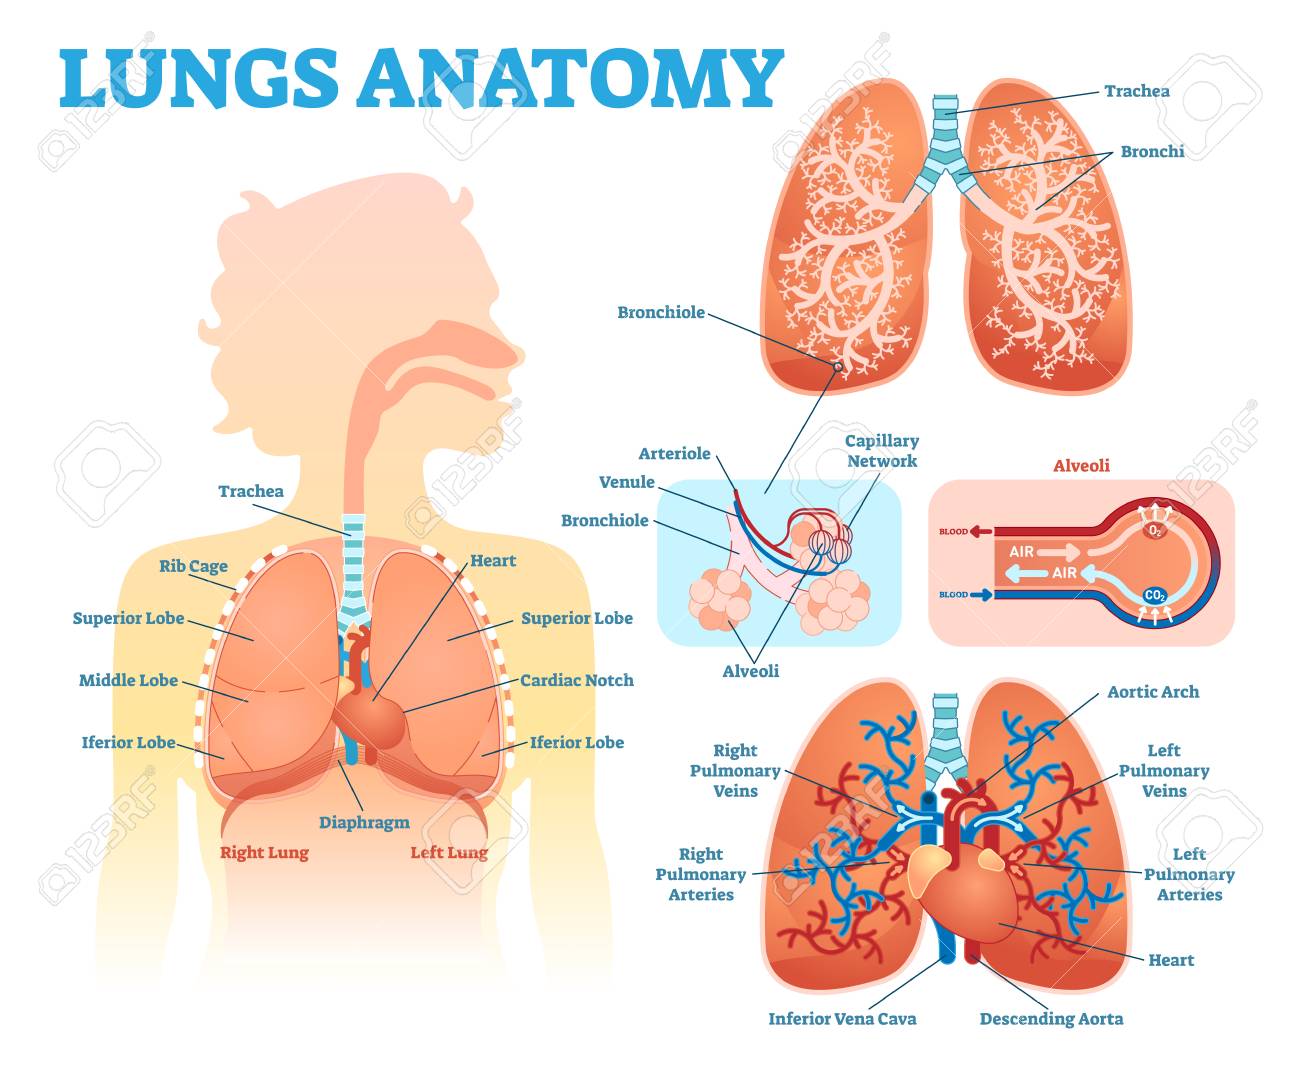 LUNGS ANATOMY
Trachea
Rib Cage
Superior Lobe
Middle Lobe
Iferior Lobe
Heart
Superior Lobe
Cardiac Notch
Iferior Lobe
Diaphragm
Right Lung
Left Lung
Trachea
Bronchi
Bronchiole
Arteriole
Venule
Bronchiole
Capillary
Network
Alveoli
Alveoli
BLOOD
AIR
AIR
BLOOD
O2
CO2
Aortic Arch
Right
Pulmonary
Veins
Left
Pulmonary
Veins
Right
Pulmonary
Arteries
Left
Pulmonary
Arteries
Heart
Inferior Vena Cava
Descending Aorta
123RF